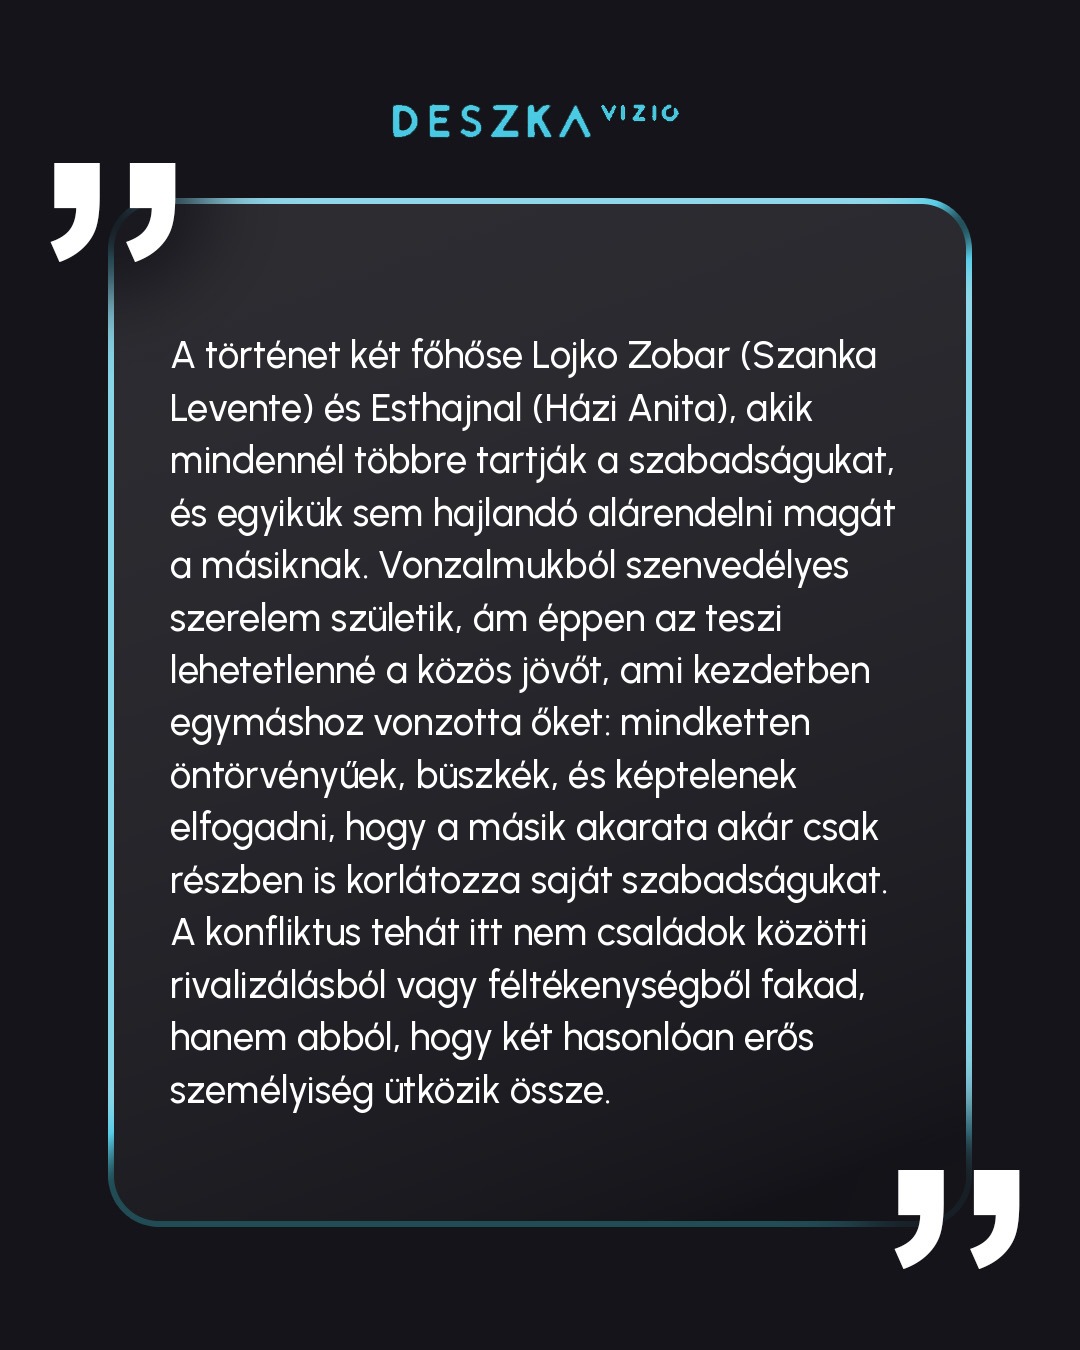 DESZKA VIZIO
”
A történet két főhőse Lojko Zobar (Szanka
Levente) és Esthajnal (Házi Anita), akik
mindennél többre tartják a szabadságukat,
és egyikük sem hajlandó alárendelni magát
a másiknak. Vonzalmukból szenvedélyes
szerelem születik, ám éppen az teszi
lehetetlenné a közös jövőt, ami kezdetben
egymáshoz vonzotta őket: mindketten
öntörvényűek, büszkék, és képtelenek
elfogadni, hogy a másik akarata akár csak
részben is korlátozza saját szabadságukat.
A konfliktus tehát itt nem családok közötti
rivalizálásból vagy féltékenységből fakad,
hanem abból, hogy két hasonlóan erős
személyiség ütközik össze.
”